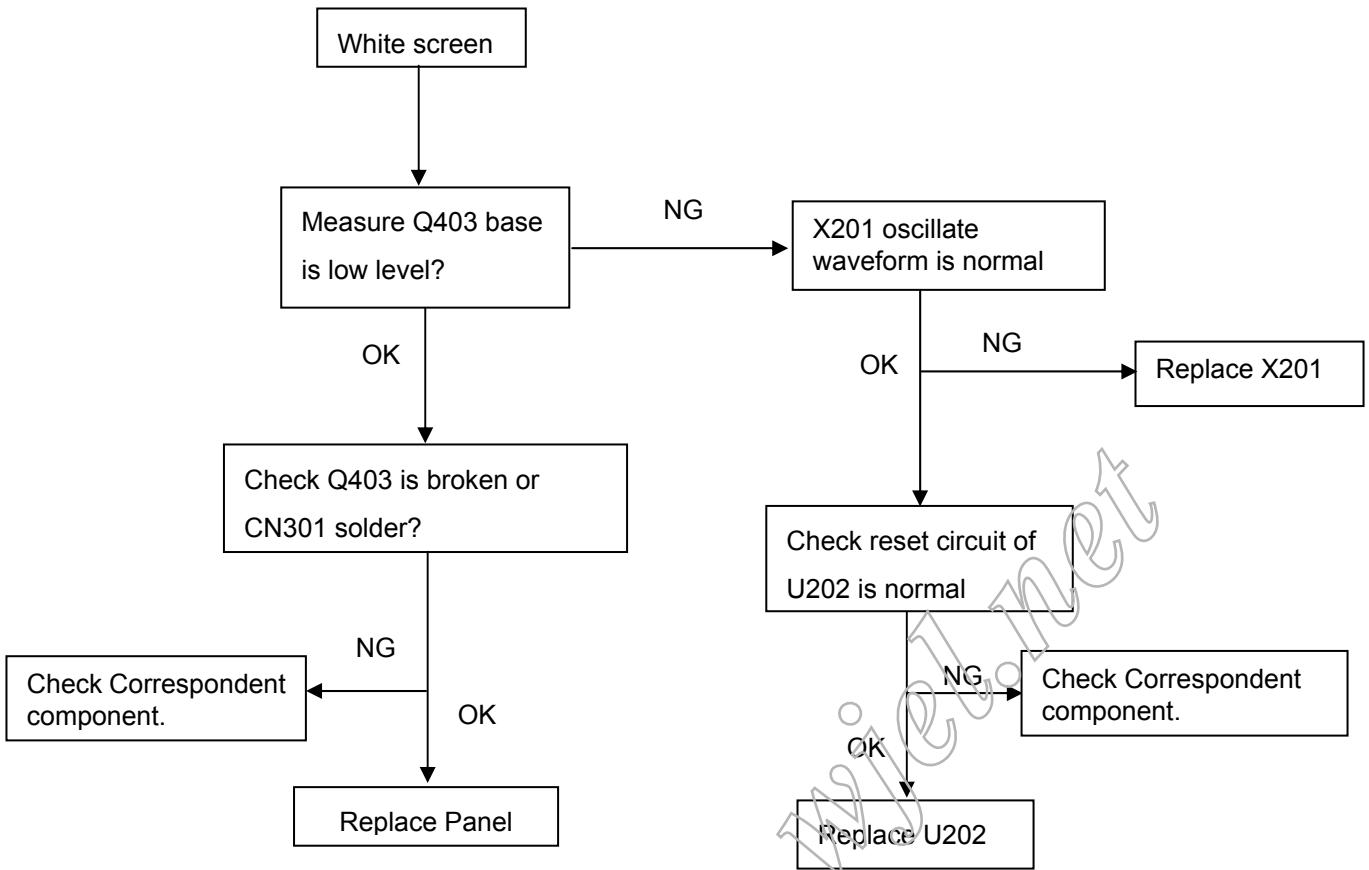 White screen
Measure Q403 base
is low level?
NG
X201 oscillate
waveform is normal
OK
OK
NG
Replace X201
Check Q403 is broken or
CN301 solder?
Check reset circuit of
U202 is normal
NG
Check Correspondent
component.
OK
NG
Check Correspondent
component.
OK
Replace Panel
Replace U202
wjel.net